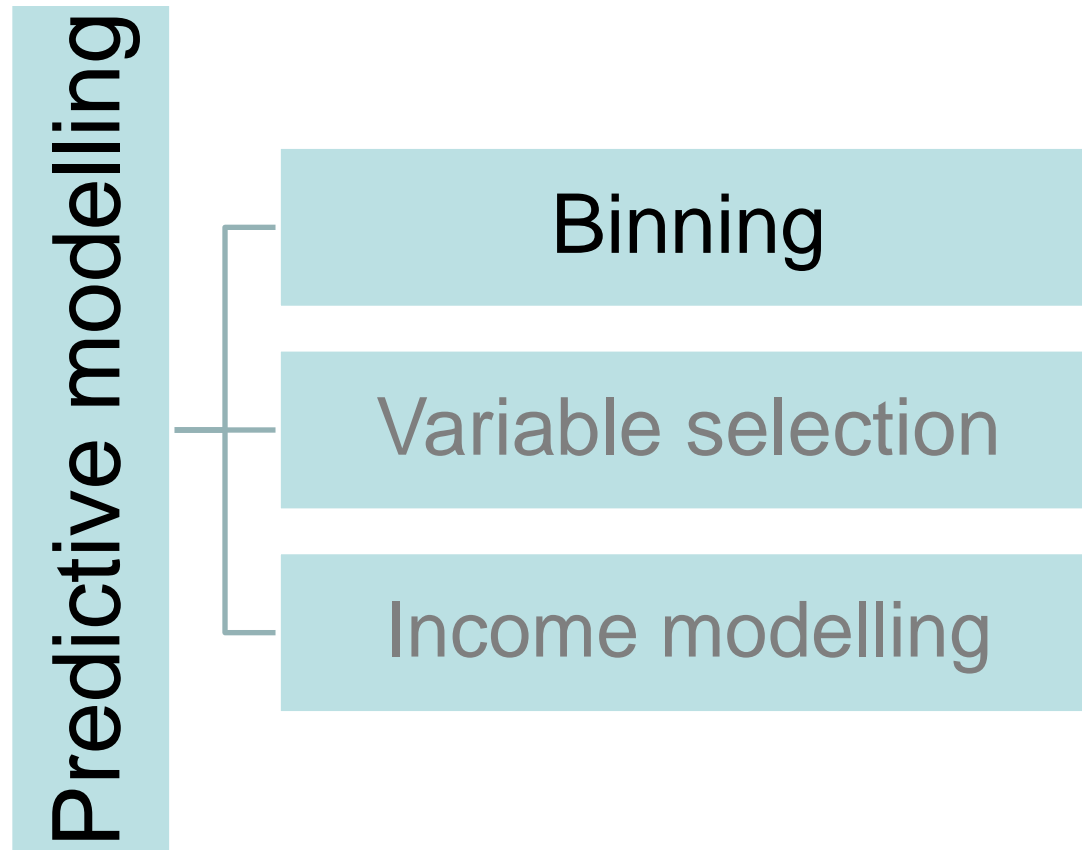 Predictive modelling
Binning
Variable selection
Income modelling